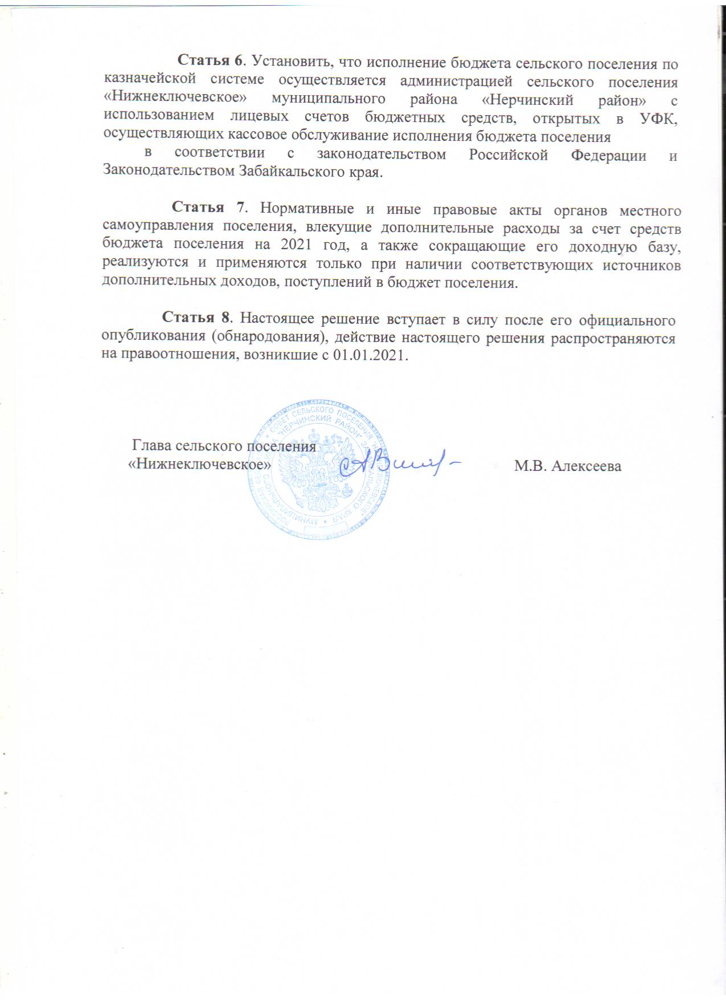 Статья 6. Установить, что исполнение бюджета сельского поселения по
казначейской системе осуществляется администрацией сельского поселения
«Нижнеключевское» муниципального района «Нерчинский район» с
использованием лицевых счетов бюджетных средств, открытых в УФК,
осуществляющих кассовое обслуживание исполнения бюджета поселения
в соответствии с законодательством Российской Федерации и
Законодательством Забайкальского края.
Статья 7. Нормативные и иные правовые акты органов местного
самоуправления поселения, влекущие дополнительные расходы за счет средств
бюджета поселения на 2021 год, а также сокращающие его доходную базу,
реализуются и применяются только при наличии соответствующих источников
дополнительных доходов, поступлений в бюджет поселения.
Статья 8. Настоящее решение вступает в силу после его официального
опубликования (обнародования), действие настоящего решения распространяются
на правоотношения, возникшие с 01.01.2021.
Глава сельского поселения
«Нижнеключевское» М.В. Алексеева
СОВЕТ СЕЛЬСКОГО ПОСЕЛЕНИЯ
МУНИЦИПАЛЬНОГО "НЕРЧИНСКИЙ РАЙОН" КРАЯ